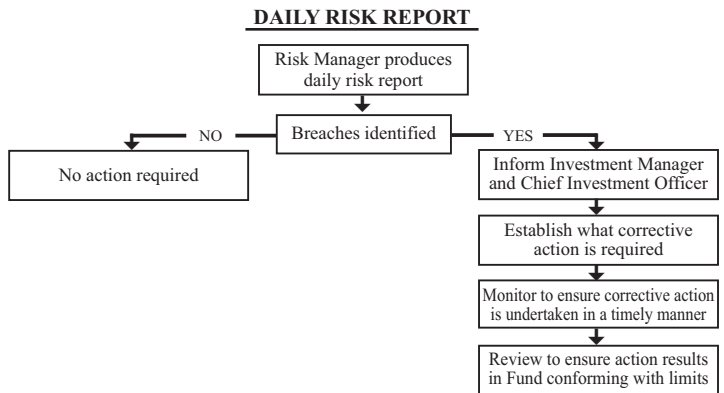 DAILY RISK REPORT
Risk Manager produces
daily risk report
Breaches identified
NO
YES
No action required
Inform Investment Manager
and Chief Investment Officer
Establish what corrective
action is required
Monitor to ensure corrective action
is undertaken in a timely manner
Review to ensure action results
in Fund conforming with limits